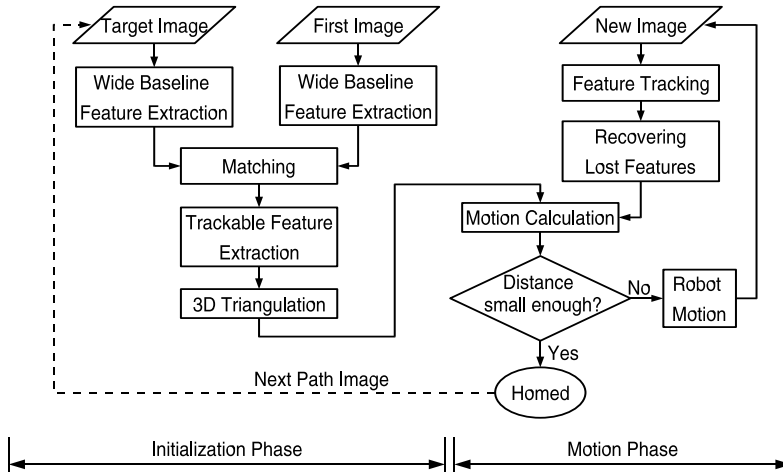 Target Image
First Image
New Image
Wide Baseline
Feature Extraction
Wide Baseline
Feature Extraction
Feature Tracking
Recovering
Lost Features
Matching
Trackable Feature
Extraction
3D Triangulation
Motion Calculation
Distance
small enough?
No
Robot
Motion
Yes
Homed
Next Path Image
Initialization Phase
Motion Phase